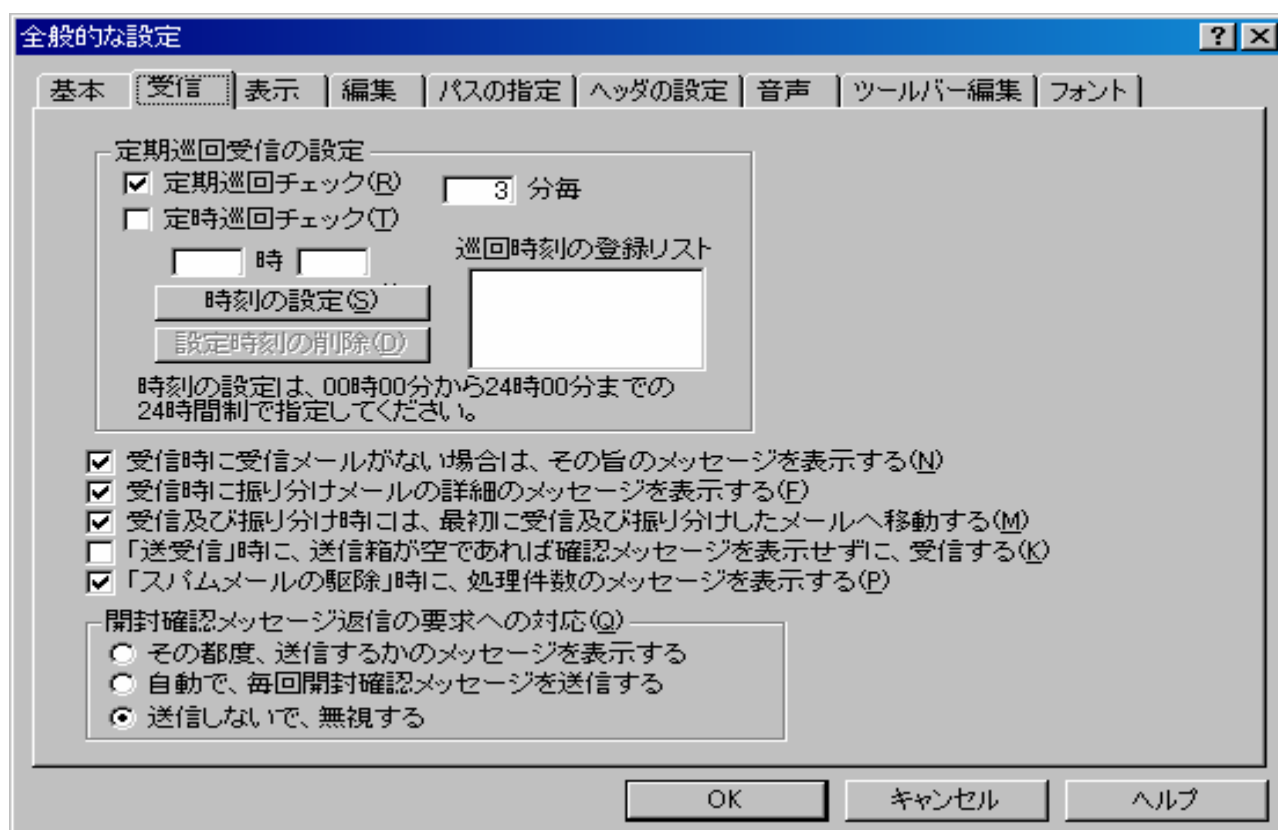 全般的な設定
基本 受信 表示 編集 パスの指定 ヘッダの設定 音声 ツールバー編集 フォント
定期巡回受信の設定
定期巡回チェック(R) 3 分毎
定時巡回チェック(T)
時
巡回時刻の登録リスト
時刻の設定(S)
設定時刻の削除(D)
時刻の設定は、00時00分から24時00分までの
24時間制で指定してください。
受信時に受信メールがない場合は、その旨のメッセージを表示する(N)
受信時に振り分けメールの詳細のメッセージを表示する(F)
受信及び振り分け時には、最初に受信及び振り分けしたメールへ移動する(M)
「送受信」時に、送信箱が空であれば確認メッセージを表示せずに、受信する(K)
「スパムメールの駆除」時に、処理件数のメッセージを表示する(P)
開封確認メッセージ返信の要求への対応(Q)
その都度、送信するかのメッセージを表示する
自動で、毎回開封確認メッセージを送信する
送信しないで、無視する
OK キャンセル ヘルプ